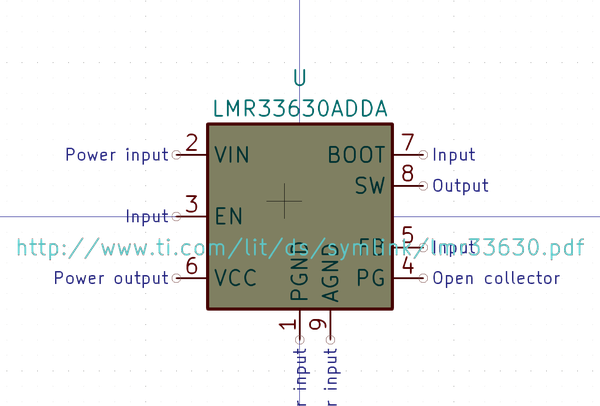 U
LMR33630ADDA
Power input 2 VIN BOOT 7 Input
SW 8 Output
Input 3 EN
http://www.ti.com/lit/ds/symlink/lmr33630.pdf
FB 5 Input
Power output 6 VCC PG 4 Open collector
PGND AGND
1 9
r input r input